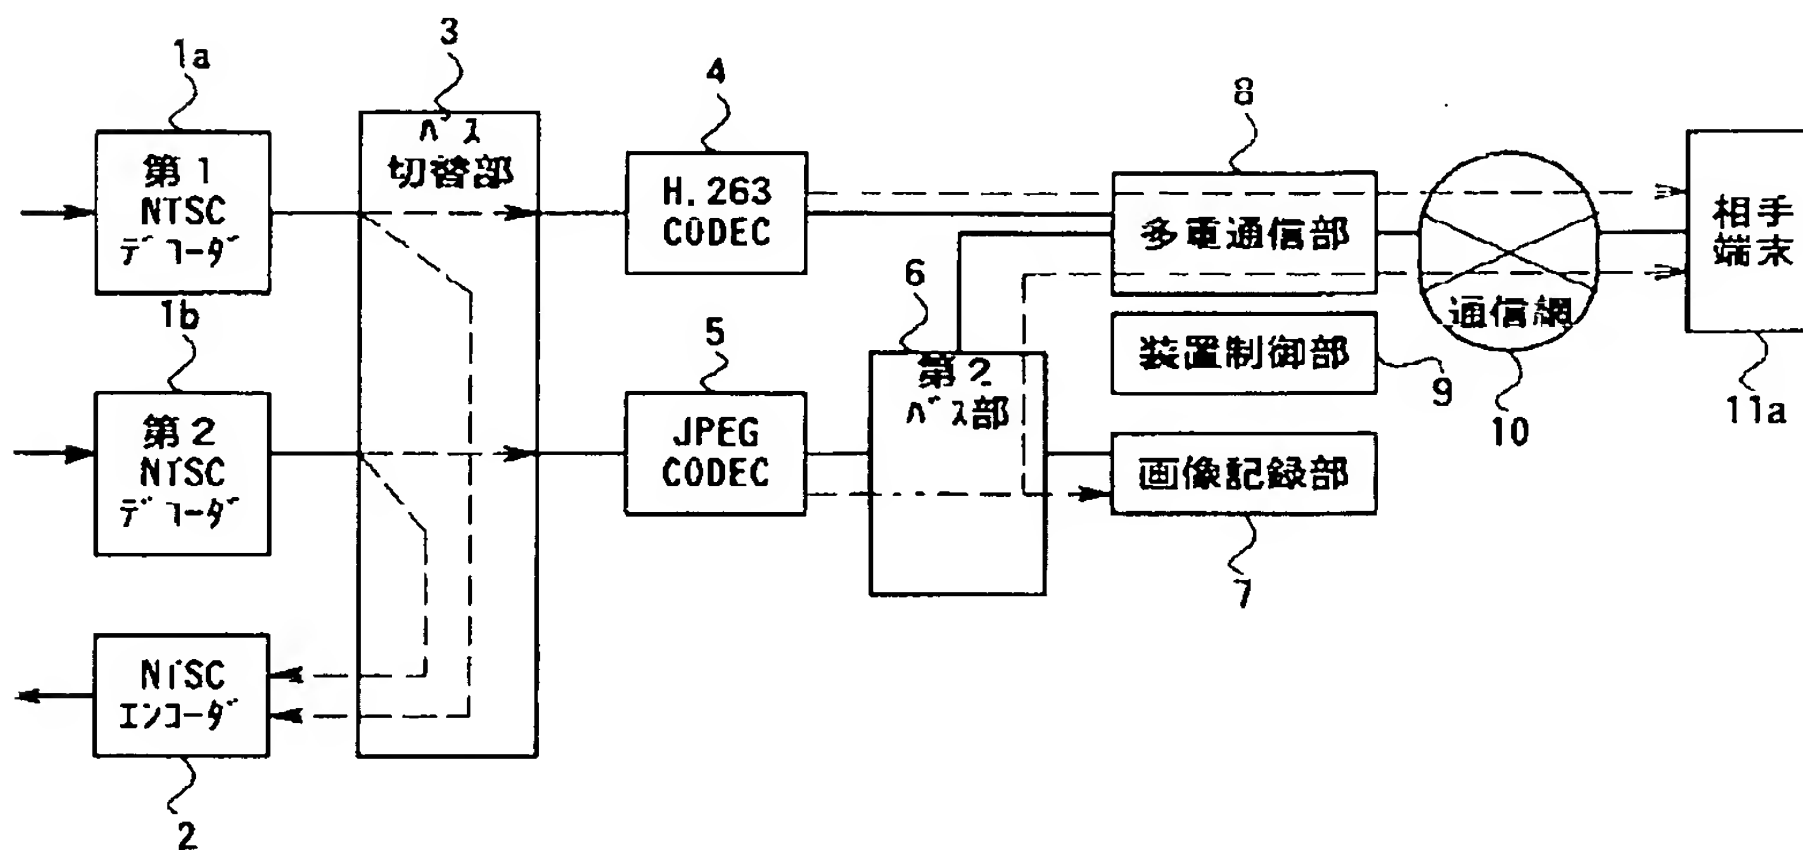 1a
第1
NTSC
デコーダ
1b
第2
NTSC
デコーダ
NTSC
エンコーダ
2
3
バス
切替部
4
H.263
CODEC
5
JPEG
CODEC
6
第2
バス部
8
多重通信部
装置制御部
9
画像記録部
7
通信網
10
相手
端末
11a